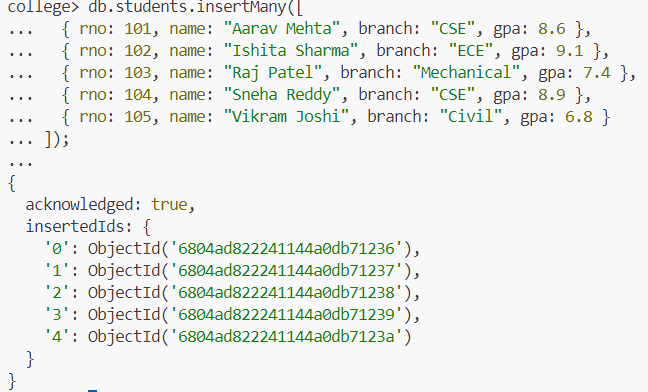 college> db.students.insertMany([
...   { rno: 101, name: "Aarav Mehta", branch: "CSE", gpa: 8.6 },
...   { rno: 102, name: "Ishita Sharma", branch: "ECE", gpa: 9.1 },
...   { rno: 103, name: "Raj Patel", branch: "Mechanical", gpa: 7.4 },
...   { rno: 104, name: "Sneha Reddy", branch: "CSE", gpa: 8.9 },
...   { rno: 105, name: "Vikram Joshi", branch: "Civil", gpa: 6.8 }
... ]);
...
{
  acknowledged: true,
  insertedIds: {
    '0': ObjectId('6804ad822241144a0db71236'),
    '1': ObjectId('6804ad822241144a0db71237'),
    '2': ObjectId('6804ad822241144a0db71238'),
    '3': ObjectId('6804ad822241144a0db71239'),
    '4': ObjectId('6804ad822241144a0db7123a')
  }
}